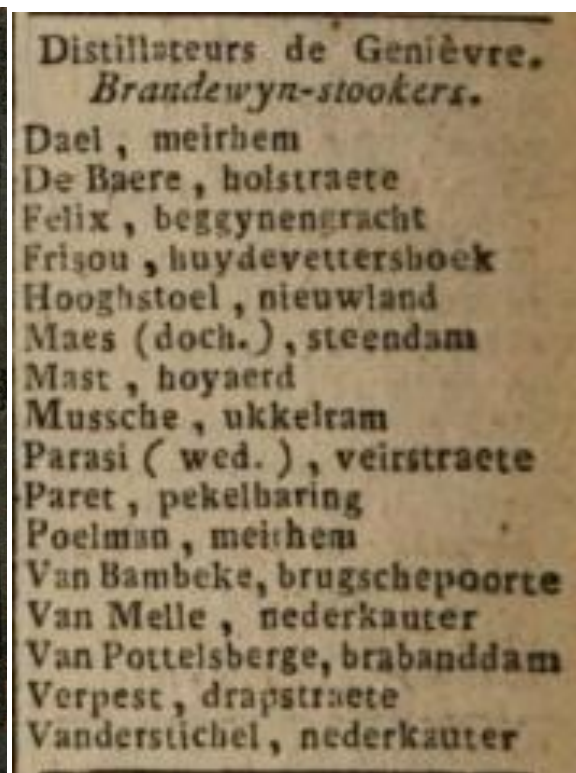 Distillateurs de Genièvre.
Brandewyn-stookers.
Dael, meirhem
De Baere, holstraete
Felix, beggynengracht
Frisou, huydevettershoek
Hooghstoel, nieuwland
Maes (doch.), steendam
Mast, hoyaerd
Mussche, ukkelram
Parasi (wed.), veirstraete
Paret, pekelharing
Poelman, meirhem
Van Bambeke, brugschepoorte
Van Melle, nederkauter
Van Pottelsberge, brabanddam
Verpest, drapstraete
Vanderstichel, nederkauter